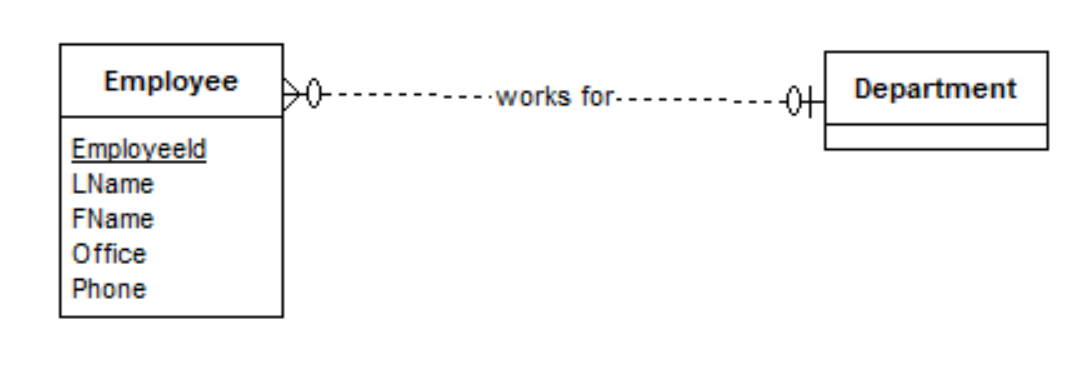 Employee
EmployeeId
LName
FName
Office
Phone
works for
Department